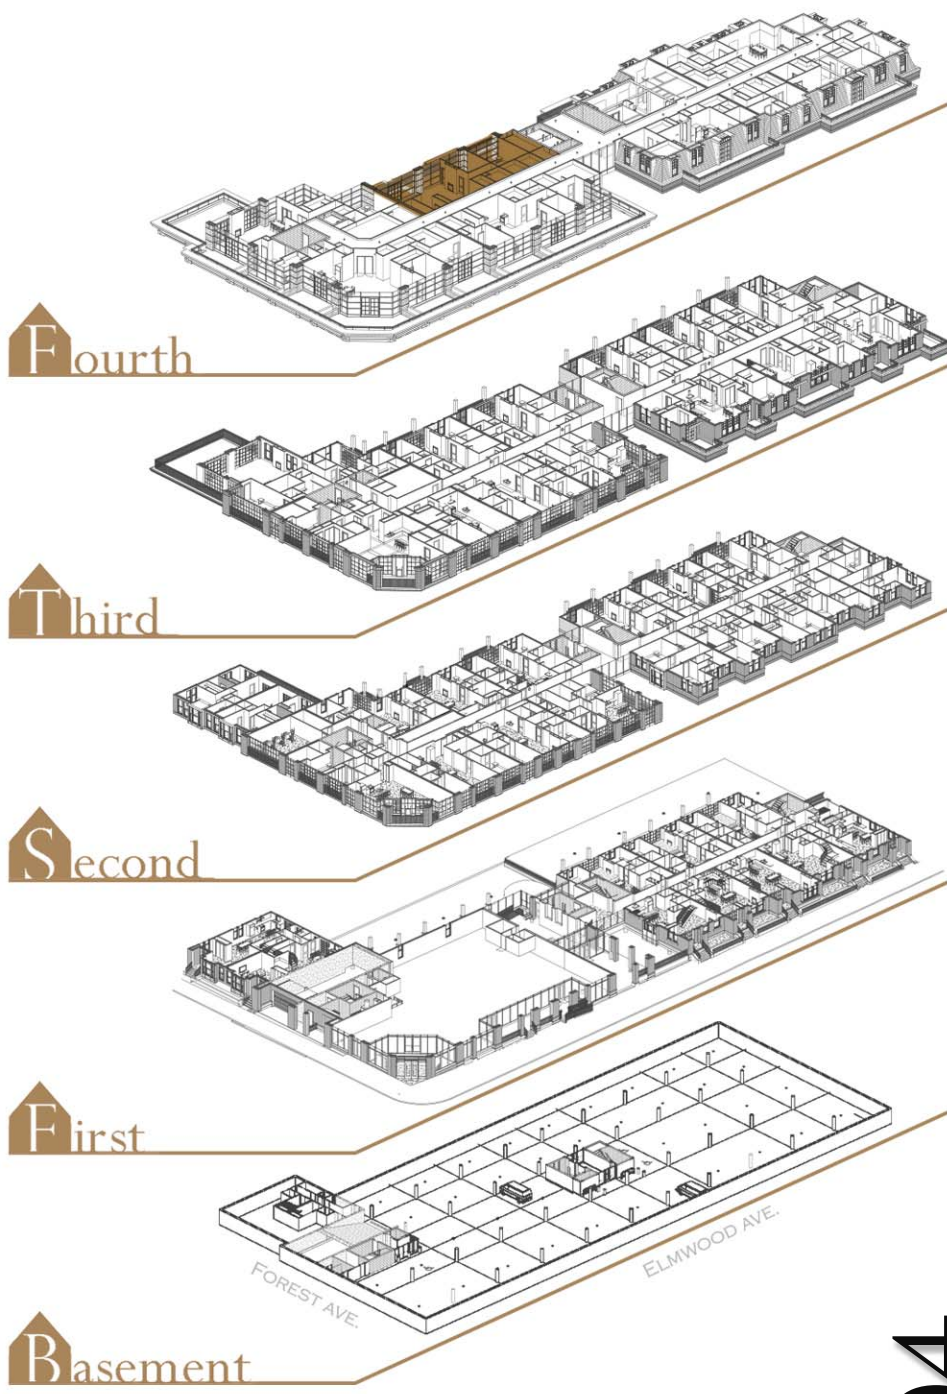 Fourth
Third
Second
First
FOREST AVE.
ELMWOOD AVE.
Basement